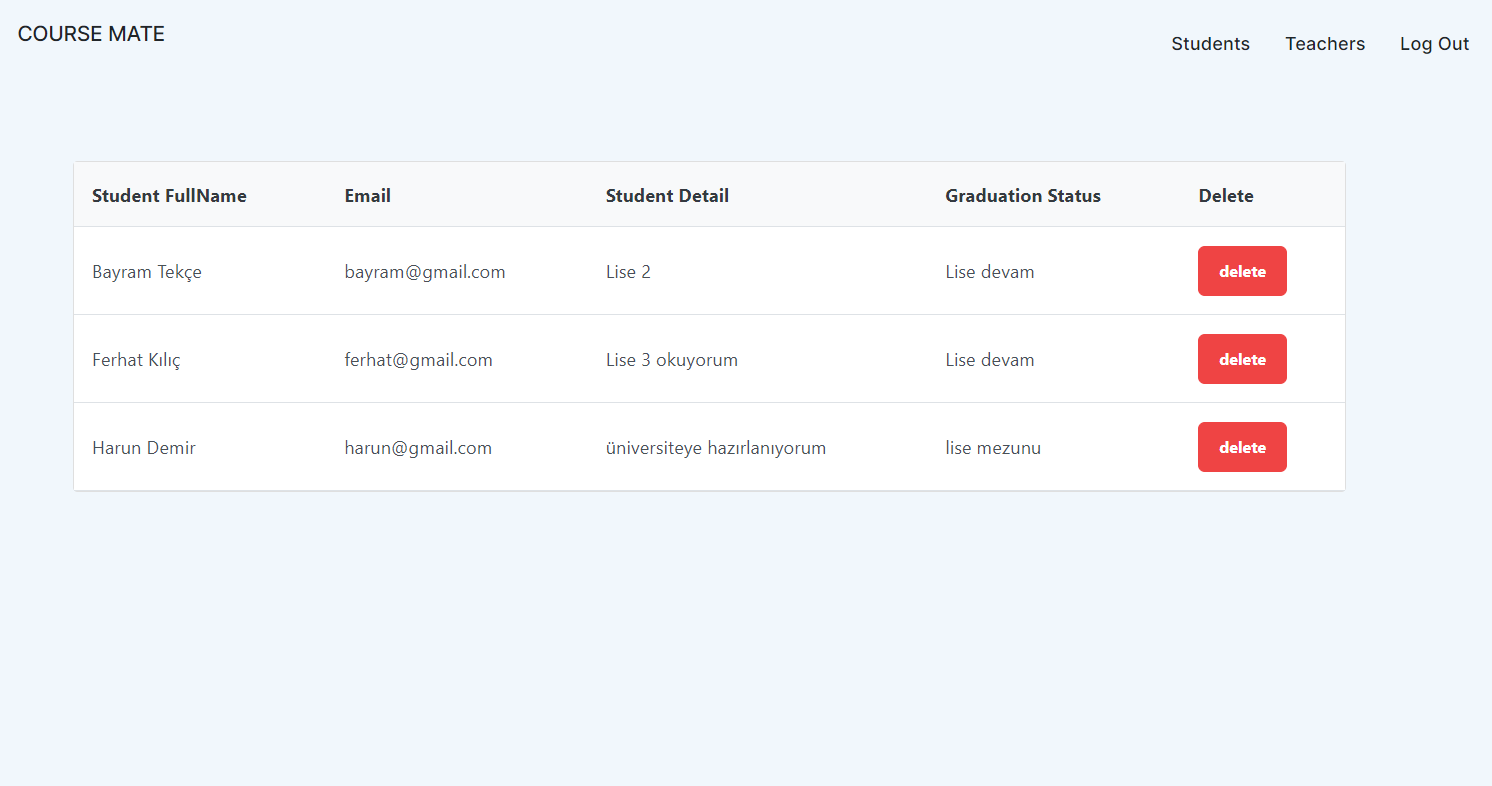 COURSE MATE
Students Teachers Log Out
Student FullName Email Student Detail Graduation Status Delete
Bayram Tekçe bayram@gmail.com Lise 2 Lise devam delete
Ferhat Kılıç ferhat@gmail.com Lise 3 okuyorum Lise devam delete
Harun Demir harun@gmail.com üniversiteye hazırlanıyorum lise mezunu delete